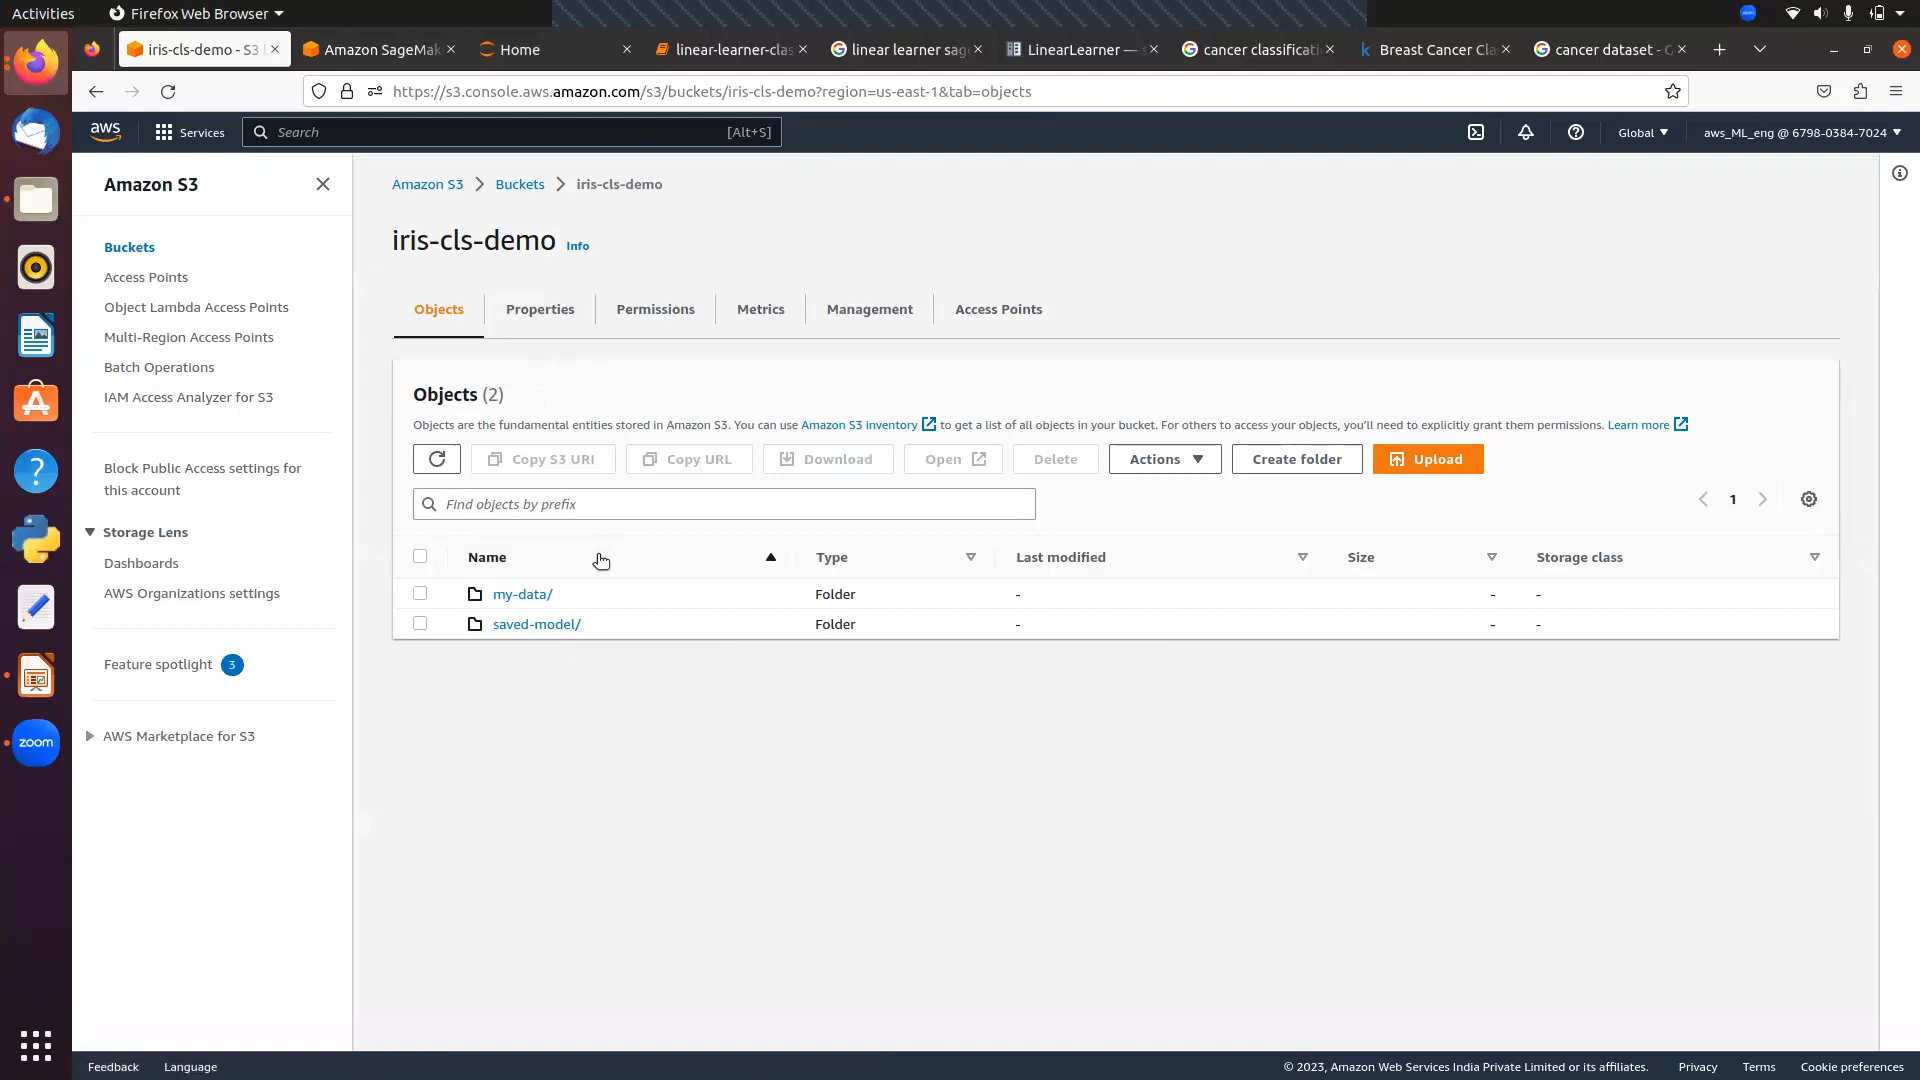 Activities
Firefox Web Browser
iris-cls-demo - S3
Amazon SageMak
Home
linear-learner-clas
linear learner sag
LinearLearner —
cancer classificati
Breast Cancer Cla
cancer dataset -
https://s3.console.aws.amazon.com/s3/buckets/iris-cls-demo?region=us-east-1&tab=objects
aws
Services
Search
[Alt+S]
Global
aws_ML_eng @ 6798-0384-7024
Amazon S3
Buckets
Access Points
Object Lambda Access Points
Multi-Region Access Points
Batch Operations
IAM Access Analyzer for S3
Block Public Access settings for
this account
Storage Lens
Dashboards
AWS Organizations settings
Feature spotlight 3
AWS Marketplace for S3
Amazon S3 > Buckets > iris-cls-demo
iris-cls-demo Info
Objects
Properties
Permissions
Metrics
Management
Access Points
Objects (2)
Objects are the fundamental entities stored in Amazon S3. You can use Amazon S3 inventory to get a list of all objects in your bucket. For others to access your objects, you'll need to explicitly grant them permissions. Learn more
Copy S3 URI
Copy URL
Download
Open
Delete
Actions
Create folder
Upload
Find objects by prefix
1
Name Type Last modified Size Storage class
my-data/ Folder - - -
saved-model/ Folder - - -
zoom
Feedback
Language
© 2023, Amazon Web Services India Private Limited or its affiliates.
Privacy
Terms
Cookie preferences